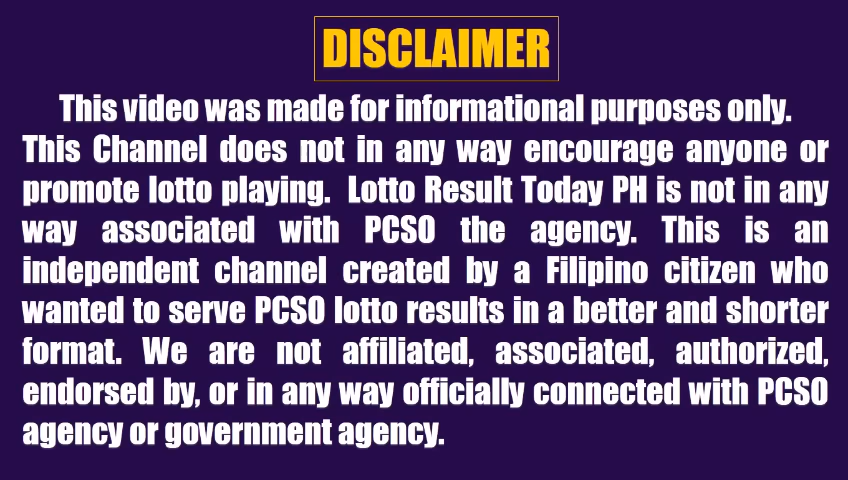 DISCLAIMER
This video was made for informational purposes only.
This Channel does not in any way encourage anyone or
promote lotto playing. Lotto Result Today PH is not in any
way associated with PCSO the agency. This is an
independent channel created by a Filipino citizen who
wanted to serve PCSO lotto results in a better and shorter
format. We are not affiliated, associated, authorized,
endorsed by, or in any way officially connected with PCSO
agency or government agency.